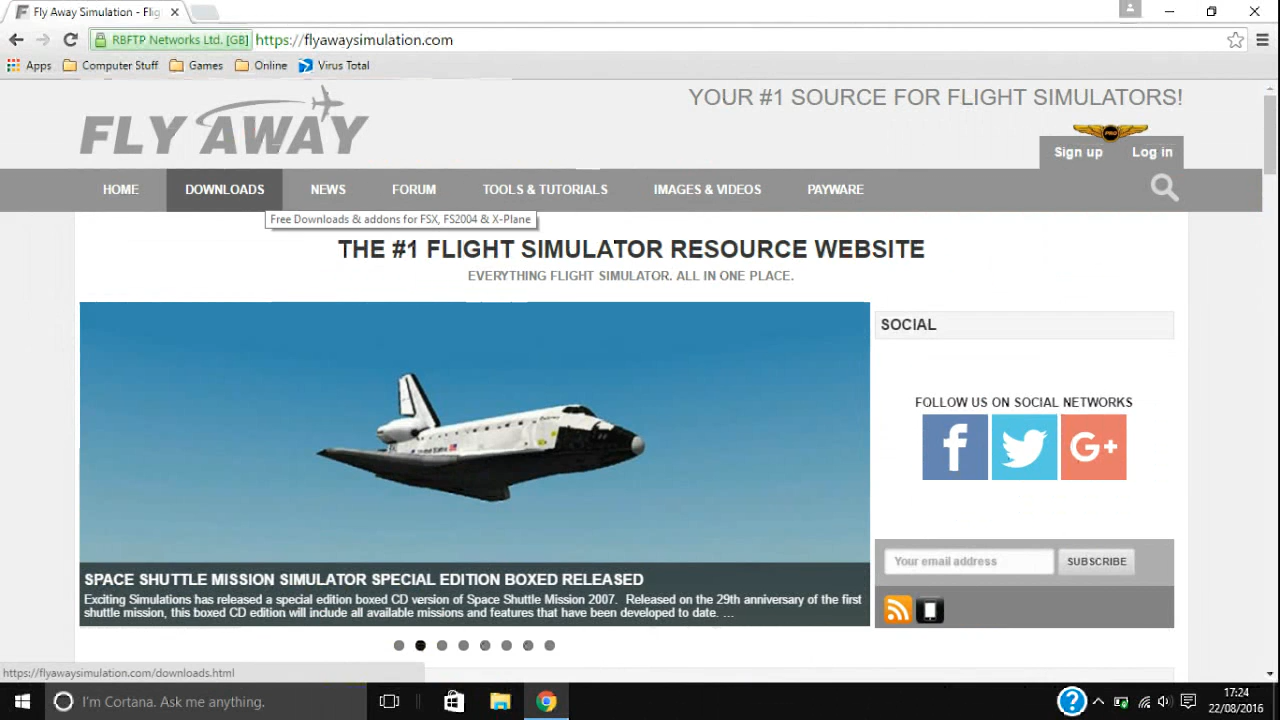 Fly Away Simulation - Flig
RBFTP Networks Ltd. [GB] https://flyawaysimulation.com
Apps Computer Stuff Games Online Virus Total
FLY AWAY
YOUR #1 SOURCE FOR FLIGHT SIMULATORS!
PRO
Sign up Log in
HOME DOWNLOADS NEWS FORUM TOOLS & TUTORIALS IMAGES & VIDEOS PAYWARE
Free Downloads & addons for FSX, FS2004 & X-Plane
THE #1 FLIGHT SIMULATOR RESOURCE WEBSITE
EVERYTHING FLIGHT SIMULATOR. ALL IN ONE PLACE.
SOCIAL
FOLLOW US ON SOCIAL NETWORKS
f G+
Your email address SUBSCRIBE
SPACE SHUTTLE MISSION SIMULATOR SPECIAL EDITION BOXED RELEASED
Exciting Simulations has released a special edition boxed CD version of Space Shuttle Mission 2007. Released on the 29th anniversary of the first
shuttle mission, this boxed CD edition will include all available missions and features that have been developed to date. ...
https://flyawaysimulation.com/downloads.html
I'm Cortana. Ask me anything.
?
17:24
22/08/2016